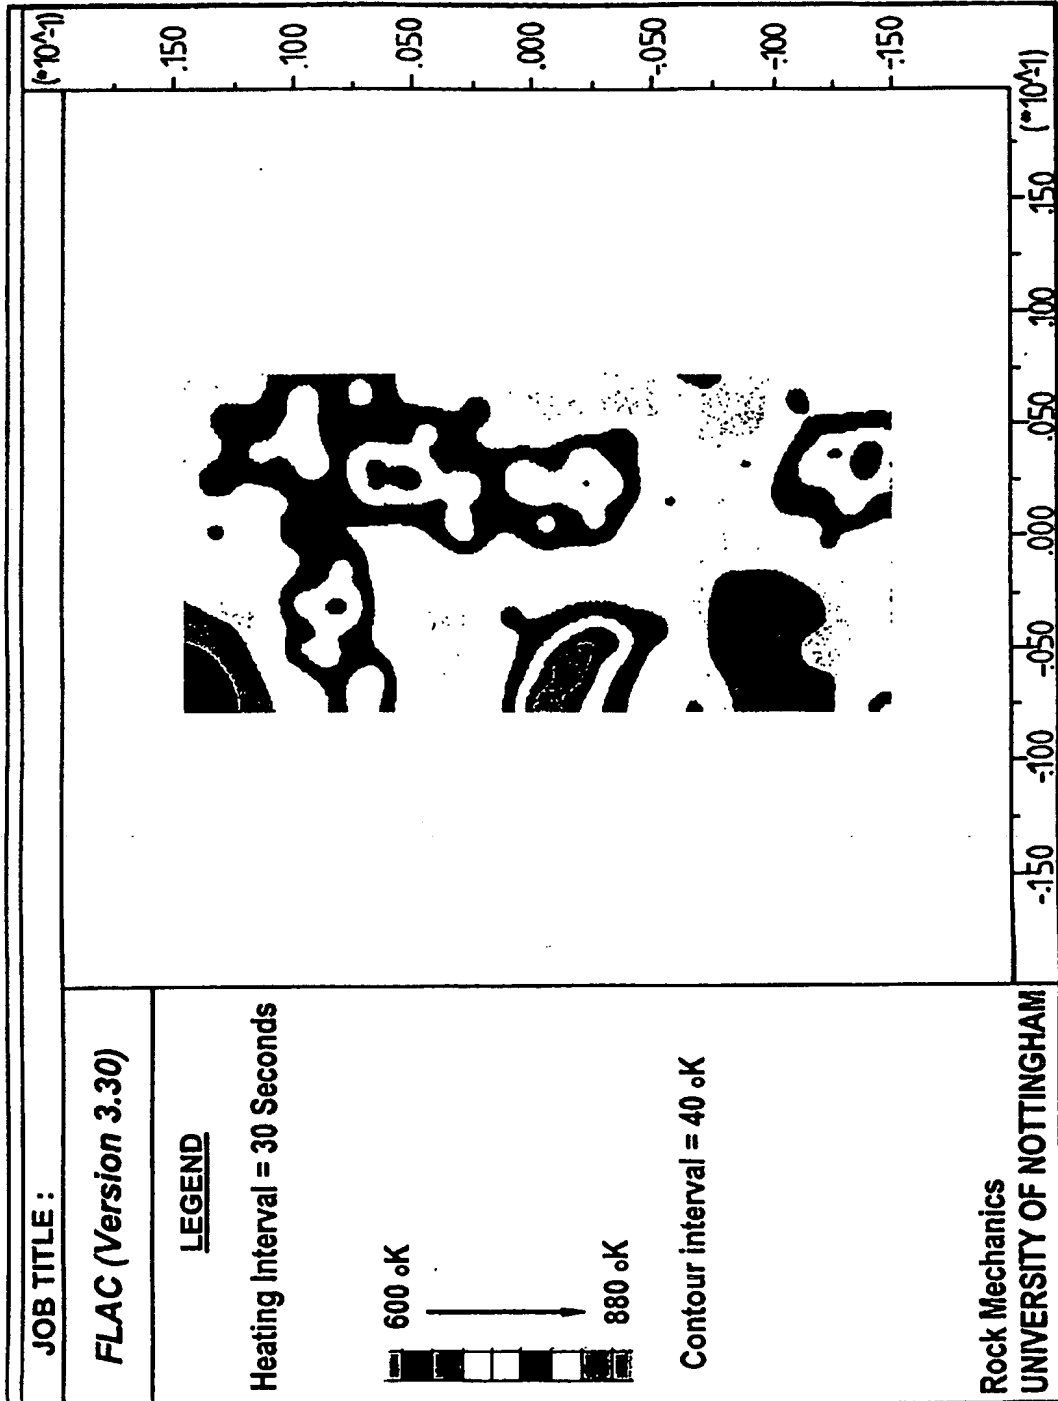 JOB TITLE :
FLAC (Version 3.30)
LEGEND
Heating Interval = 30 Seconds
600 oK
880 oK
Contour interval = 40 oK
Rock Mechanics
UNIVERSITY OF NOTTINGHAM
(*10^-1)
.150
.100
.050
.000
-.050
-.100
-.150
-.150
-.100
-.050
.000
.050
.100
.150
(*10^-1)